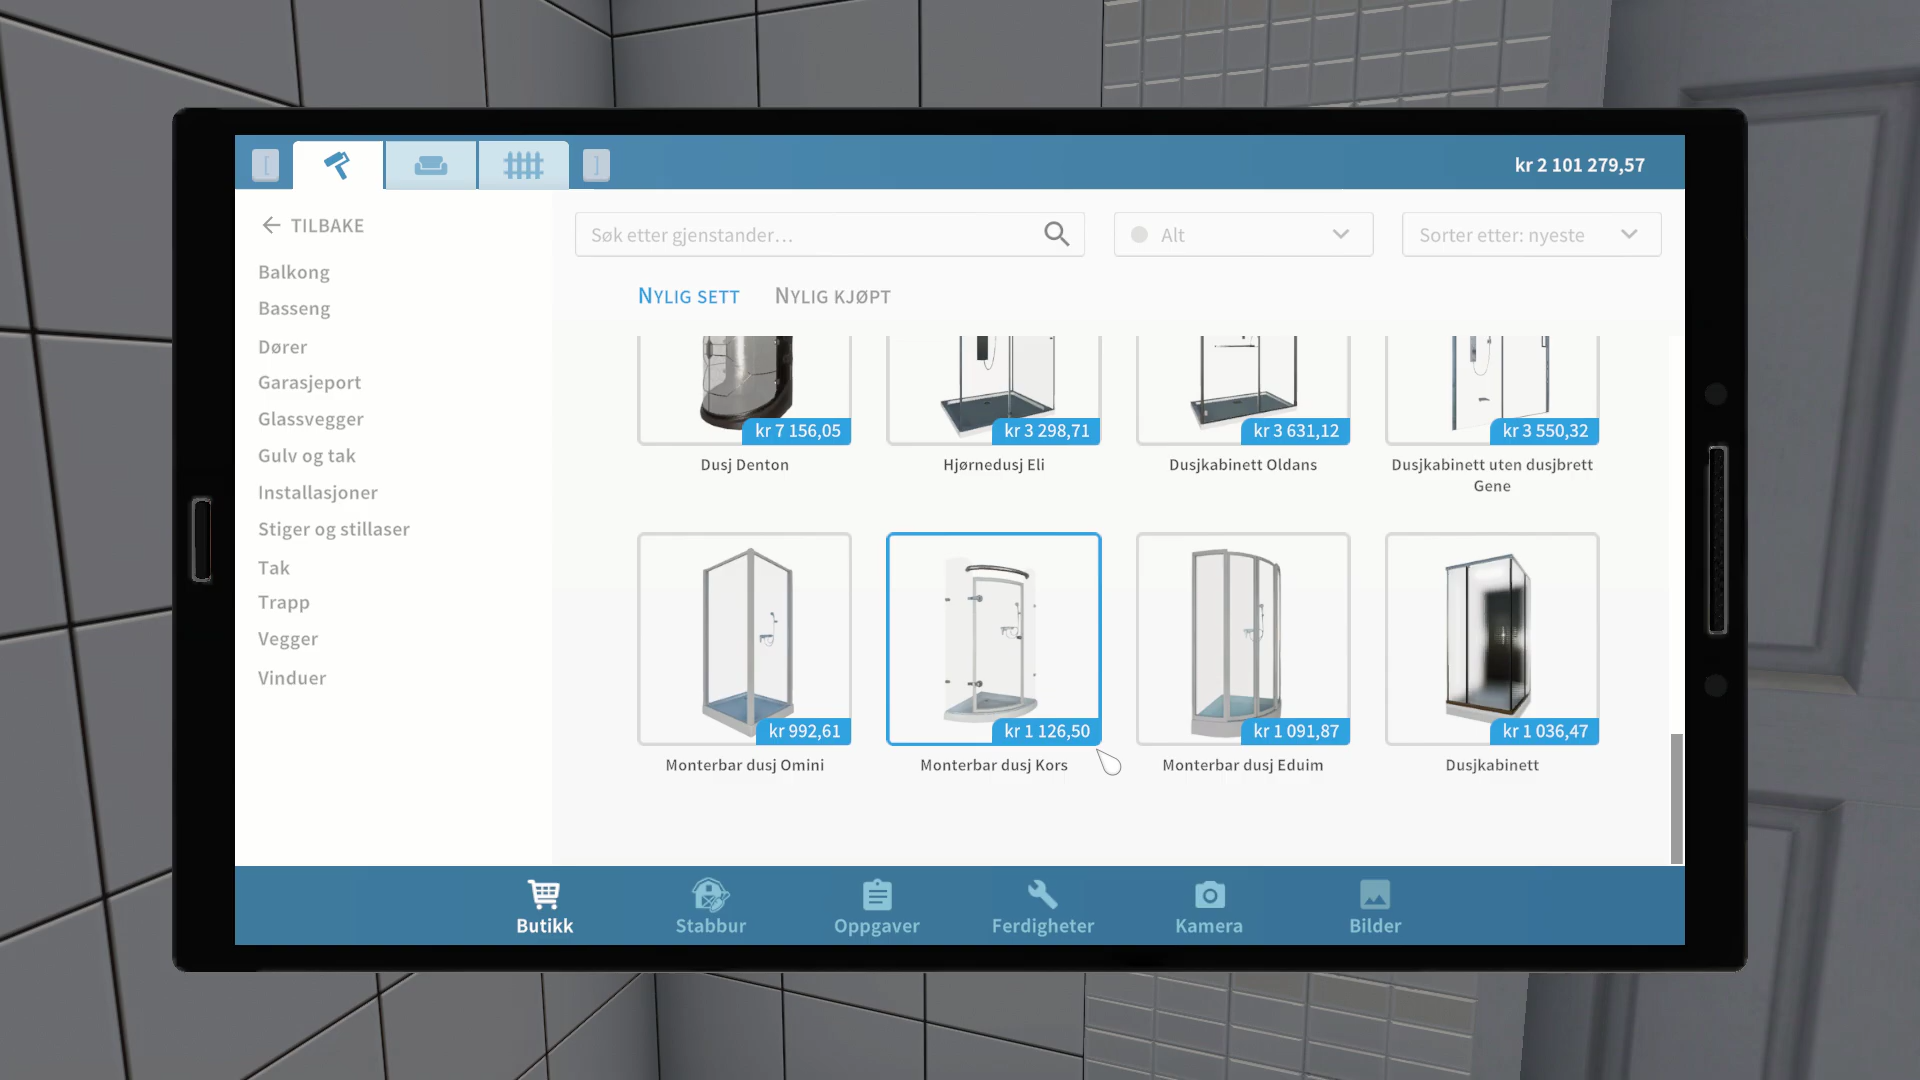 [
]
kr 2 101 279,57
TILBAKE
Søk etter gjenstander...
Alt
Sorter etter: nyeste
NYLIG SETT
NYLIG KJØPT
Balkong
Basseng
Dører
Garasjeport
Glassvegger
Gulv og tak
Installasjoner
Stiger og stillaser
Tak
Trapp
Vegger
Vinduer
kr 7 156,05
kr 3 298,71
kr 3 631,12
kr 3 550,32
Dusj Denton
Hjørnedusj Eli
Dusjkabinett Oldans
Dusjkabinett uten dusjbrett
Gene
kr 992,61
kr 1 126,50
kr 1 091,87
kr 1 036,47
Monterbar dusj Omini
Monterbar dusj Kors
Monterbar dusj Eduim
Dusjkabinett
Butikk
Stabbur
Oppgaver
Ferdigheter
Kamera
Bilder